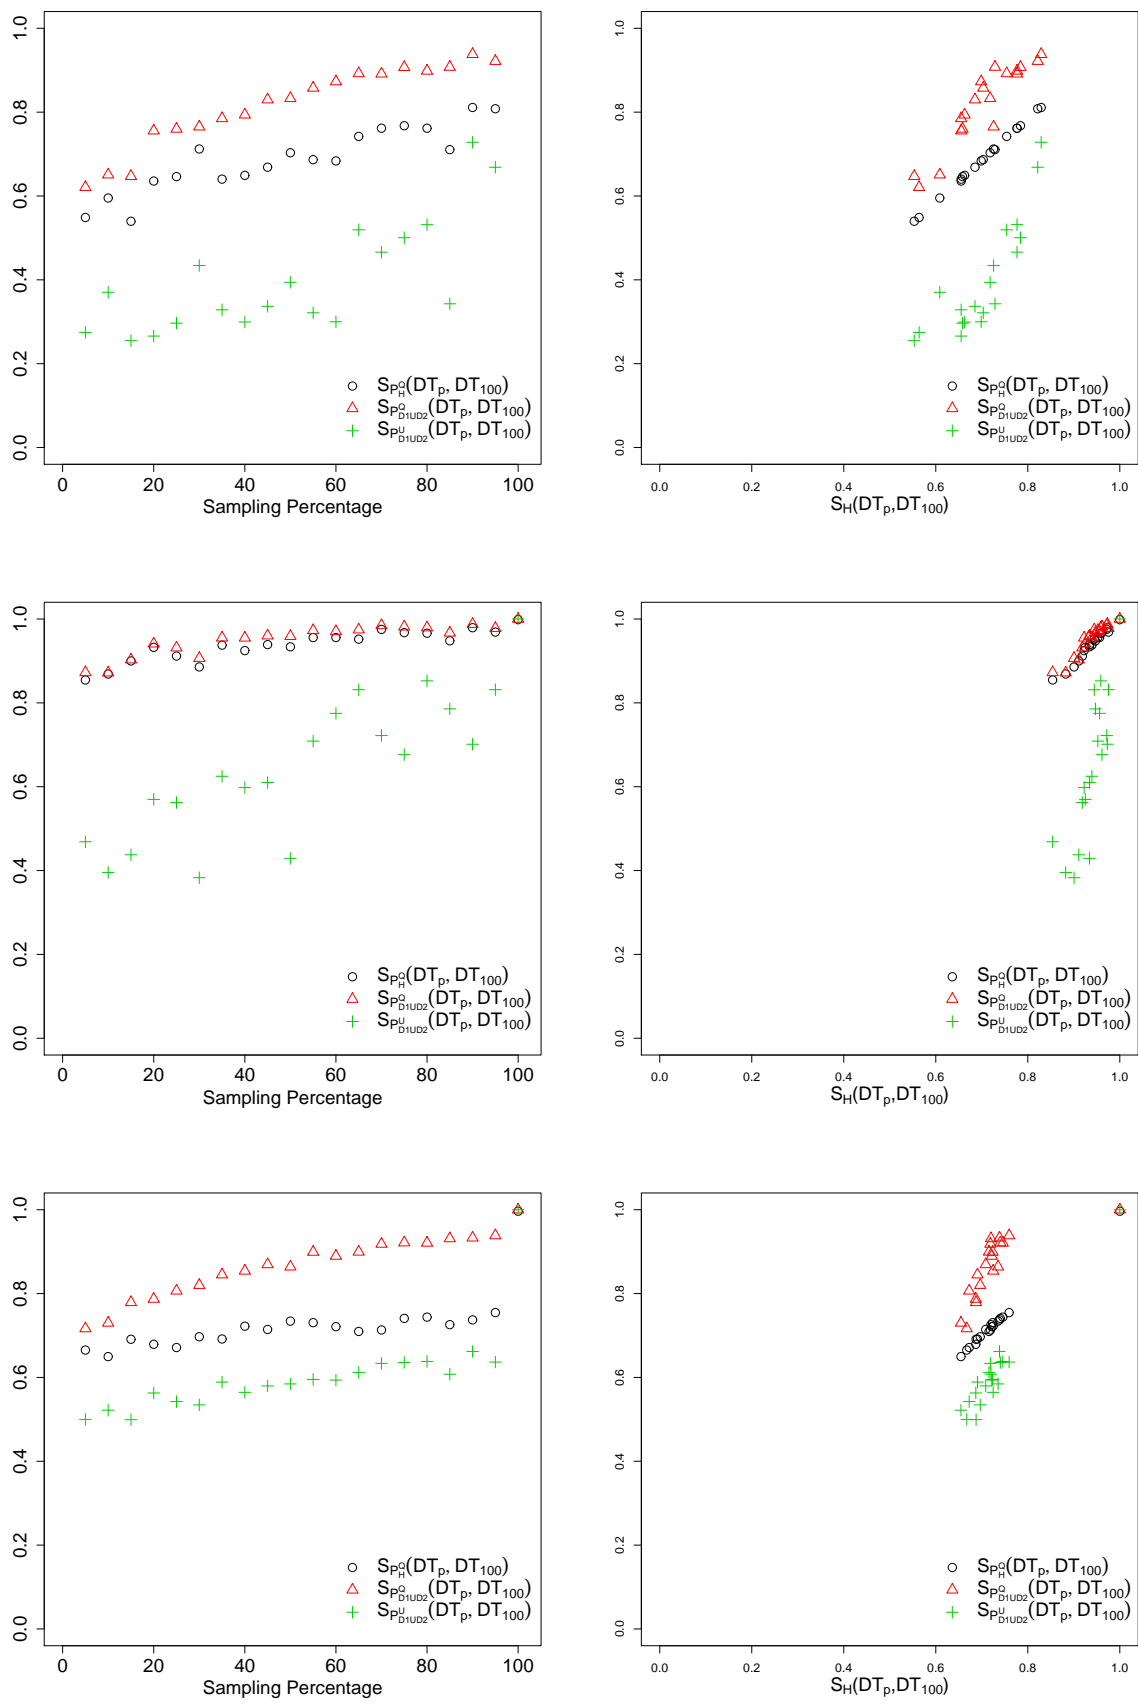 1.0
0.8
0.6
0.4
0.2
0.0
S_{P_H^Q}(DT_p, DT_100)
S_{P_{D1UD2}^Q}(DT_p, DT_100)
S_{P_{D1UD2}^U}(DT_p, DT_100)
0 20 40 60 80 100
Sampling Percentage
1.0
0.8
0.6
0.4
0.2
0.0
S_{P_H^Q}(DT_p, DT_100)
S_{P_{D1UD2}^Q}(DT_p, DT_100)
S_{P_{D1UD2}^U}(DT_p, DT_100)
0.0 0.2 0.4 0.6 0.8 1.0
S_H(DT_p,DT_100)
1.0
0.8
0.6
0.4
0.2
0.0
S_{P_H^Q}(DT_p, DT_100)
S_{P_{D1UD2}^Q}(DT_p, DT_100)
S_{P_{D1UD2}^U}(DT_p, DT_100)
0 20 40 60 80 100
Sampling Percentage
1.0
0.8
0.6
0.4
0.2
0.0
S_{P_H^Q}(DT_p, DT_100)
S_{P_{D1UD2}^Q}(DT_p, DT_100)
S_{P_{D1UD2}^U}(DT_p, DT_100)
0.0 0.2 0.4 0.6 0.8 1.0
S_H(DT_p,DT_100)
1.0
0.8
0.6
0.4
0.2
0.0
S_{P_H^Q}(DT_p, DT_100)
S_{P_{D1UD2}^Q}(DT_p, DT_100)
S_{P_{D1UD2}^U}(DT_p, DT_100)
0 20 40 60 80 100
Sampling Percentage
1.0
0.8
0.6
0.4
0.2
0.0
S_{P_H^Q}(DT_p, DT_100)
S_{P_{D1UD2}^Q}(DT_p, DT_100)
S_{P_{D1UD2}^U}(DT_p, DT_100)
0.0 0.2 0.4 0.6 0.8 1.0
S_H(DT_p,DT_100)